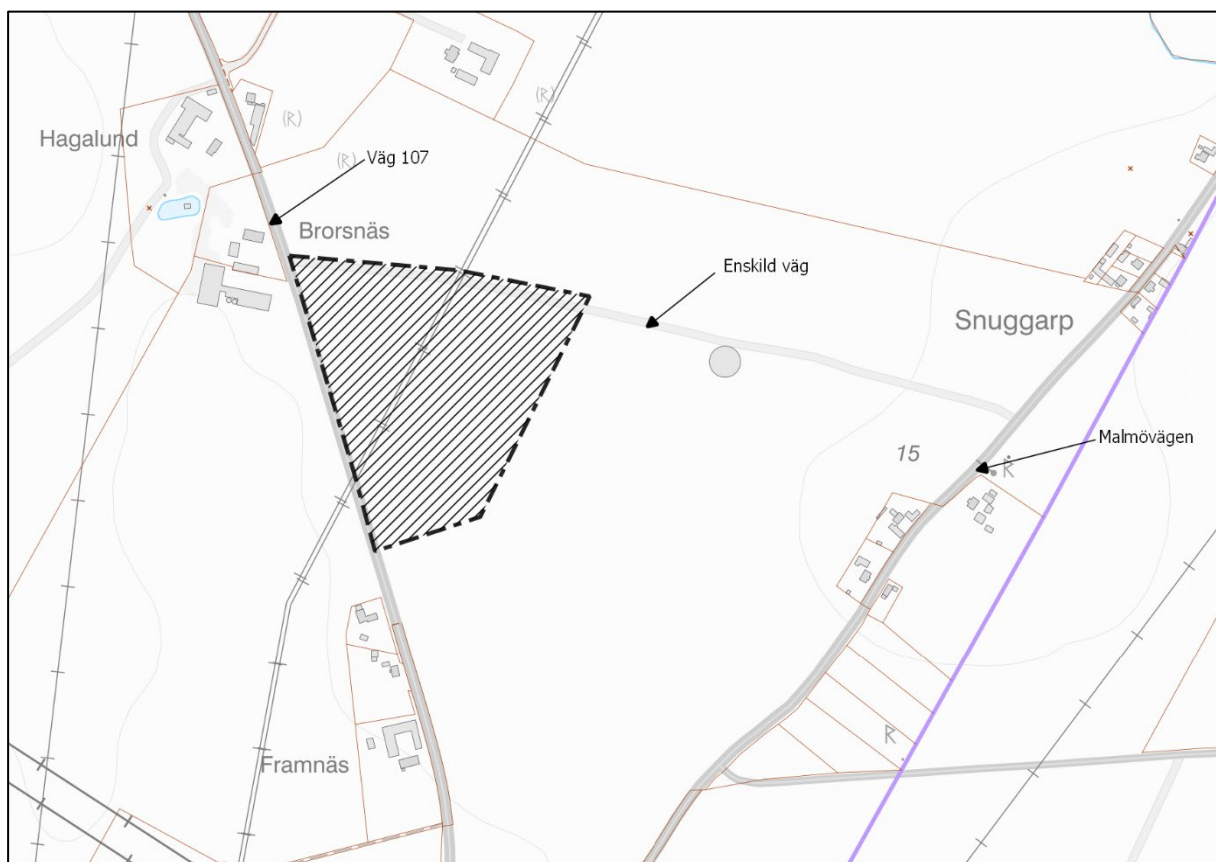 Hagalund
(R)
(R)
(R)
Väg 107
Brorsnäs
Enskild väg
Snuggarp
15
Malmövägen
R
R
Framnäs